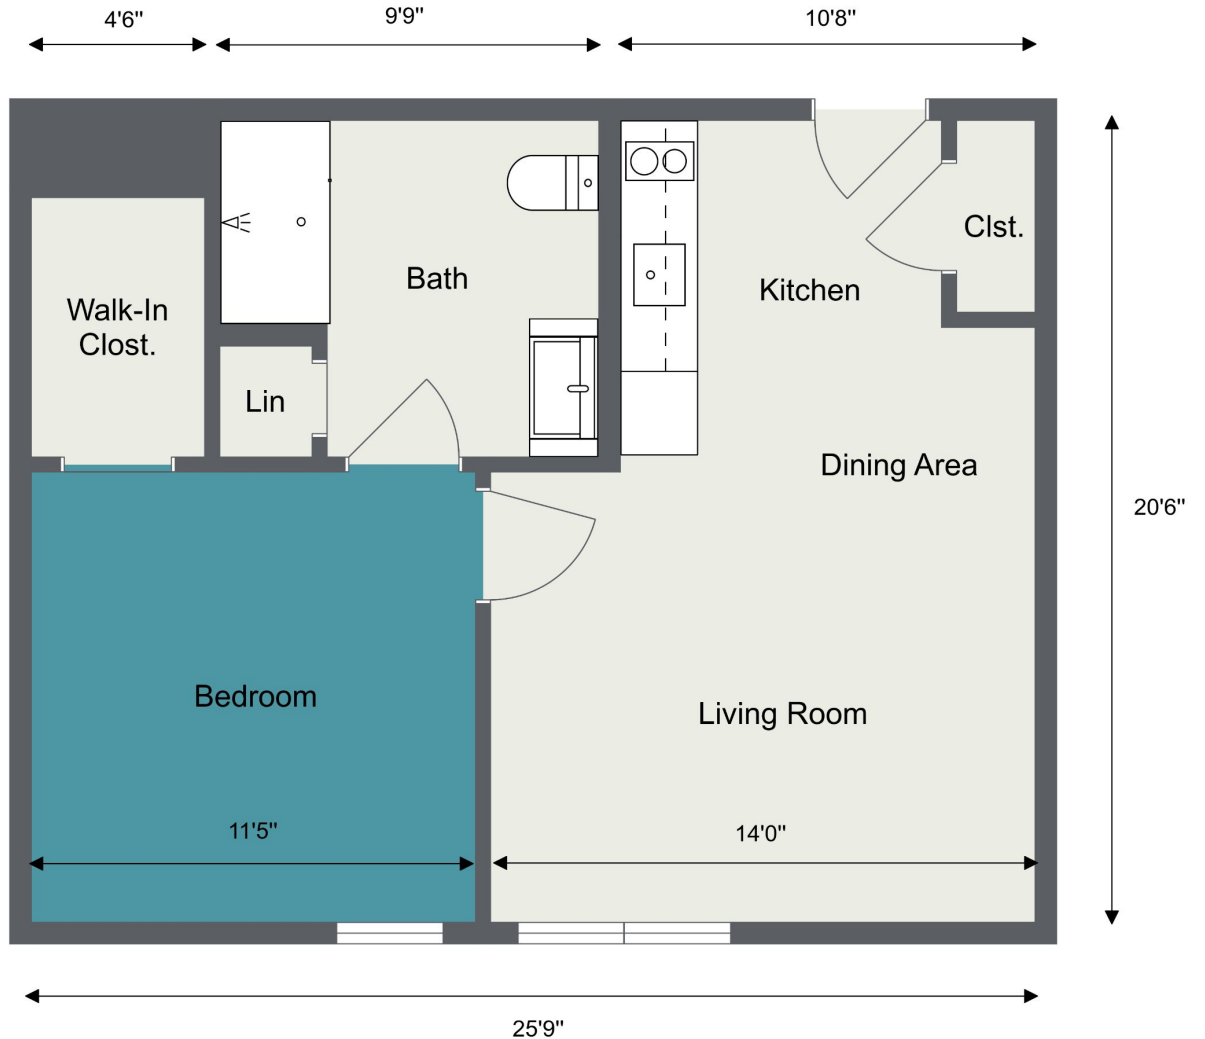 4'6"
9'9"
10'8"
Walk-In
Clost.
Bath
Lin
Kitchen
Clst.
Dining Area
20'6"
Bedroom
Living Room
11'5"
14'0"
25'9"